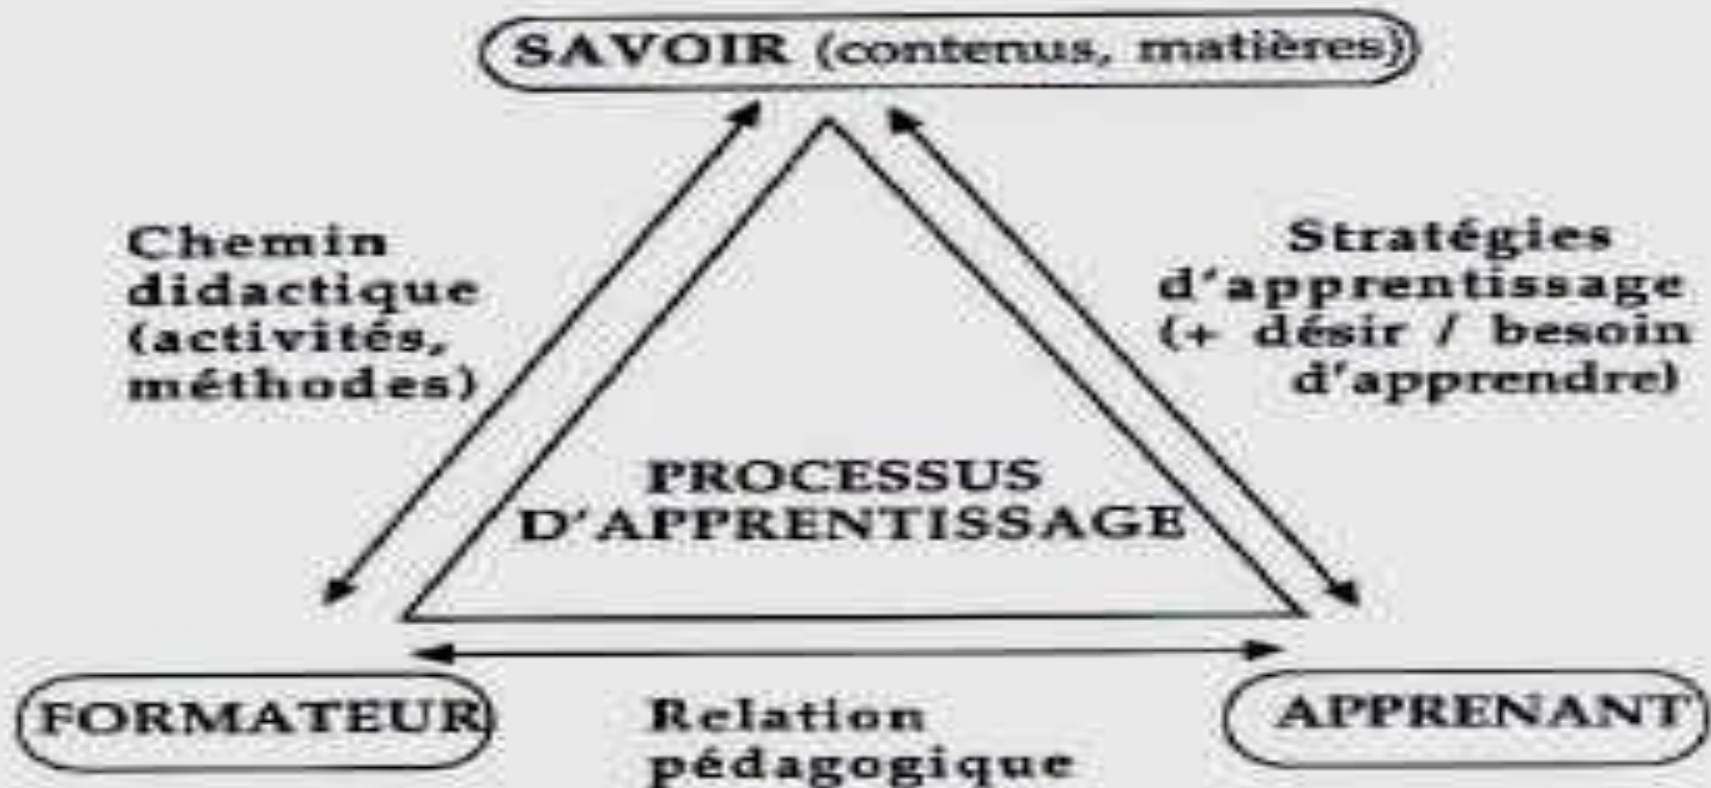 SAVOIR (contenus, matières)
Chemin
didactique
(activités,
méthodes)
Stratégies
d'apprentissage
(+ désir / besoin
d'apprendre)
PROCESSUS
D'APPRENTISSAGE
FORMATEUR
Relation
pédagogique
APPRENANT